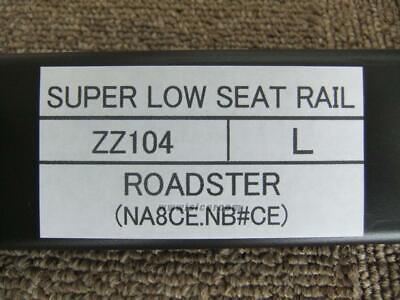 SUPER LOW SEAT RAIL
ZZ104 L
ROADSTER
(NA8CE.NB#CE)